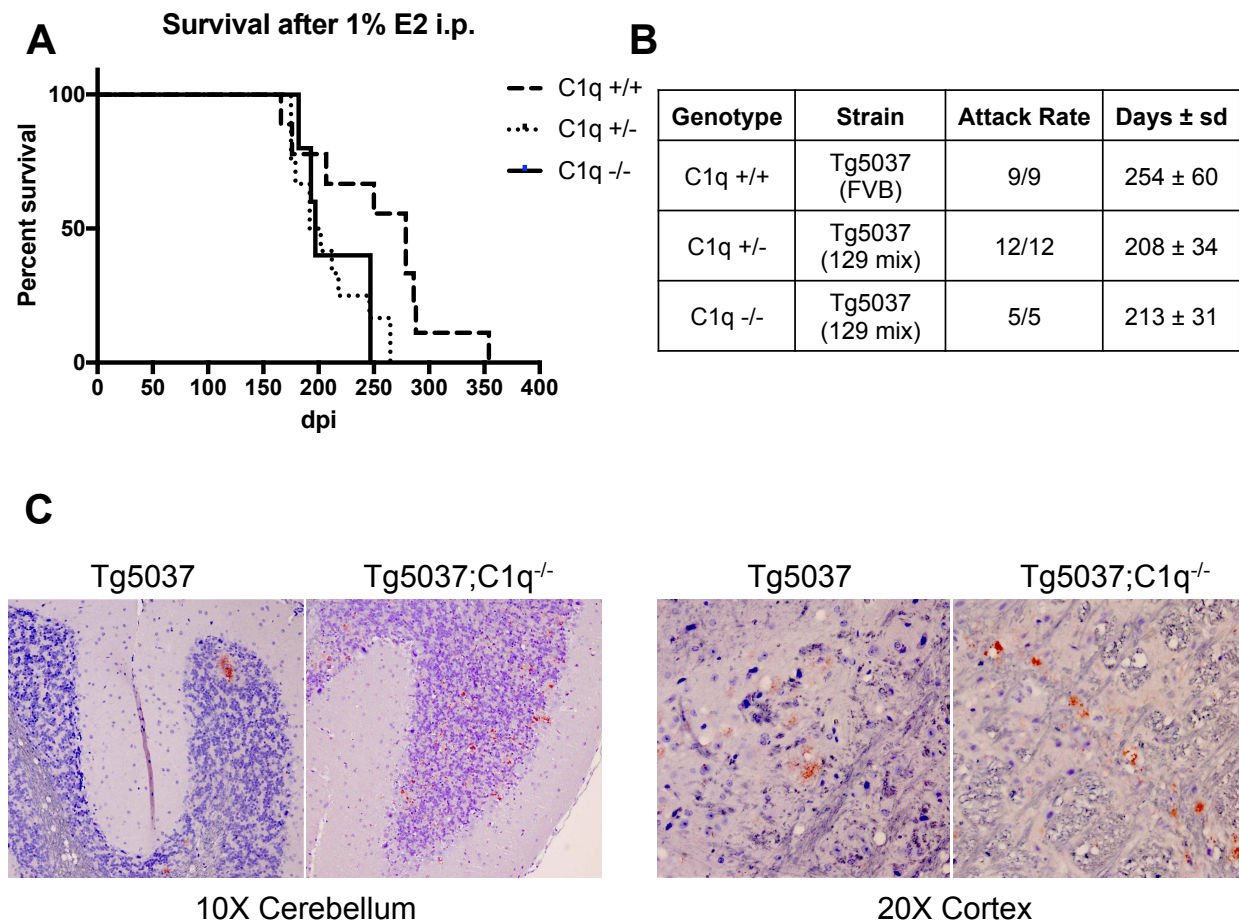 A
Survival after 1% E2 i.p.
Percent survival
100
50
0
0 50 100 150 200 250 300 350 400
dpi
C1q +/+
C1q +/-
C1q -/-
B
Genotype Strain Attack Rate Days ± sd
C1q +/+ Tg5037 (FVB) 9/9 254 ± 60
C1q +/- Tg5037 (129 mix) 12/12 208 ± 34
C1q -/- Tg5037 (129 mix) 5/5 213 ± 31
C
Tg5037 Tg5037;C1q-/- Tg5037 Tg5037;C1q-/-
10X Cerebellum 20X Cortex